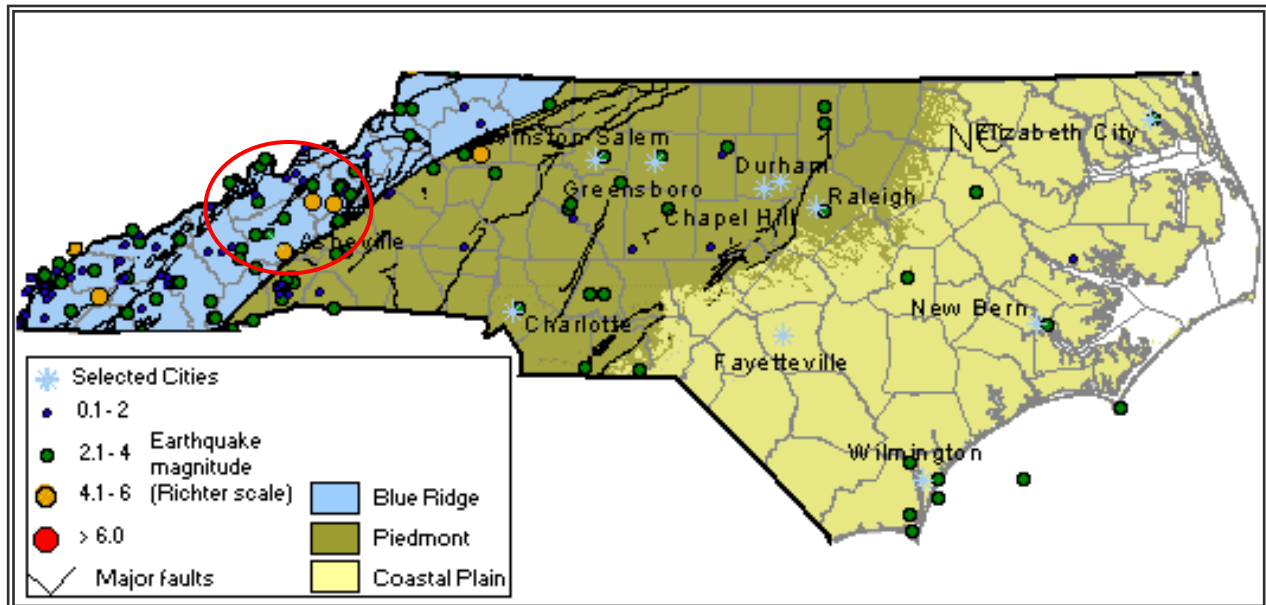 NC
Elizabeth City
Winston-Salem
Durham
Greensboro
Raleigh
Chapel Hill
Asheville
New Bern
Charlotte
Fayetteville
Wilmington
Selected Cities
0.1 - 2
2.1 - 4 Earthquake
magnitude
4.1 - 6 (Richter scale)
> 6.0
Major faults
Blue Ridge
Piedmont
Coastal Plain